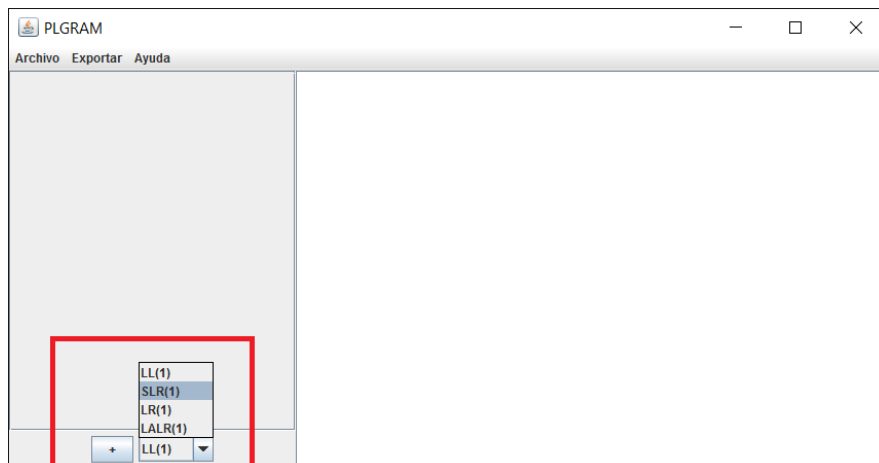 PLGRAM
Archivo Exportar Ayuda
LL(1)
SLR(1)
LR(1)
LALR(1)
+ LL(1)